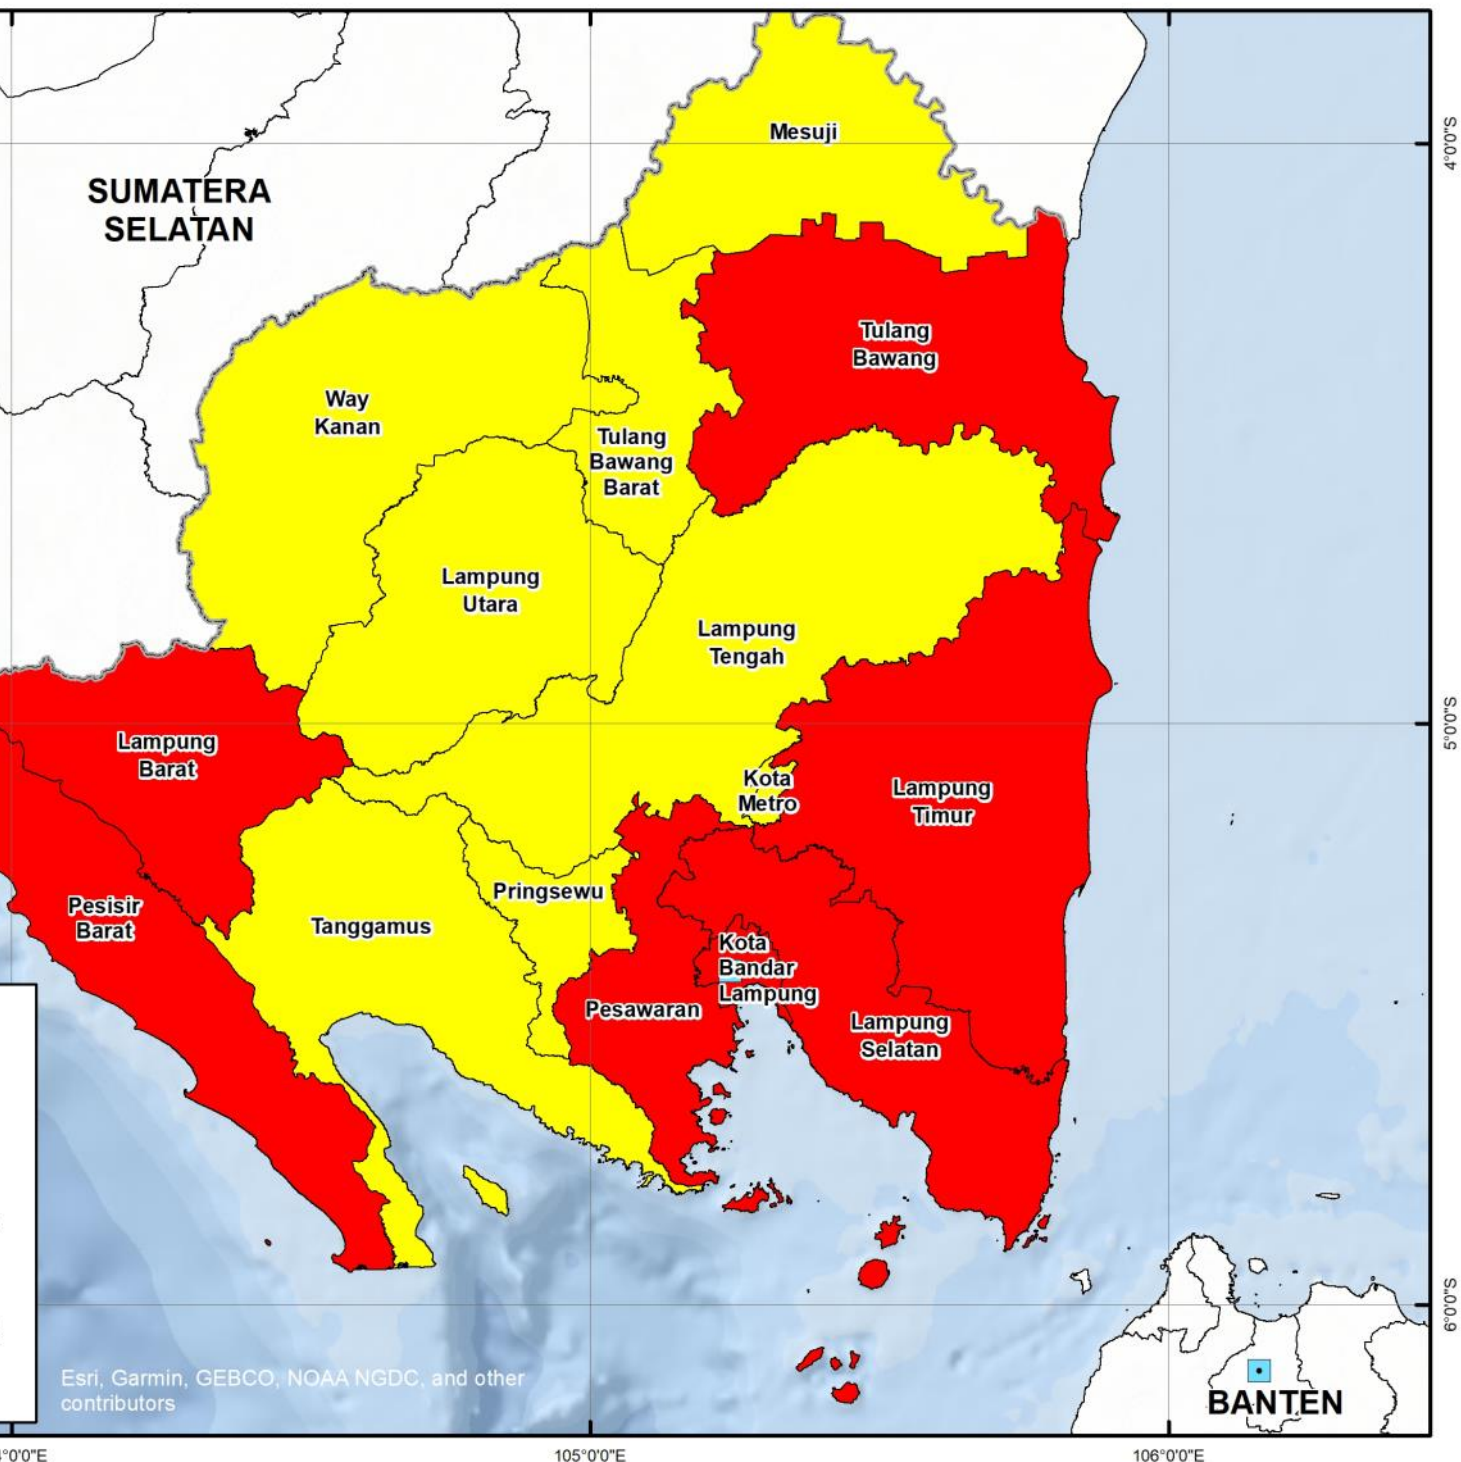 Mesuji
4°0'0"S
SUMATERA
SELATAN
Tulang
Bawang
Way
Kanan
Tulang
Bawang
Barat
Lampung
Utara
Lampung
Tengah
5°0'0"S
Lampung
Barat
Kota
Metro
Lampung
Timur
Pringsewu
Pesisir
Barat
Tanggamus
Kota
Bandar
Lampung
Pesawaran
Lampung
Selatan
6°0'0"S
Esri, Garmin, GEBCO, NOAA NGDC, and other
contributors
BANTEN
°0'0"E
105°0'0"E
106°0'0"E